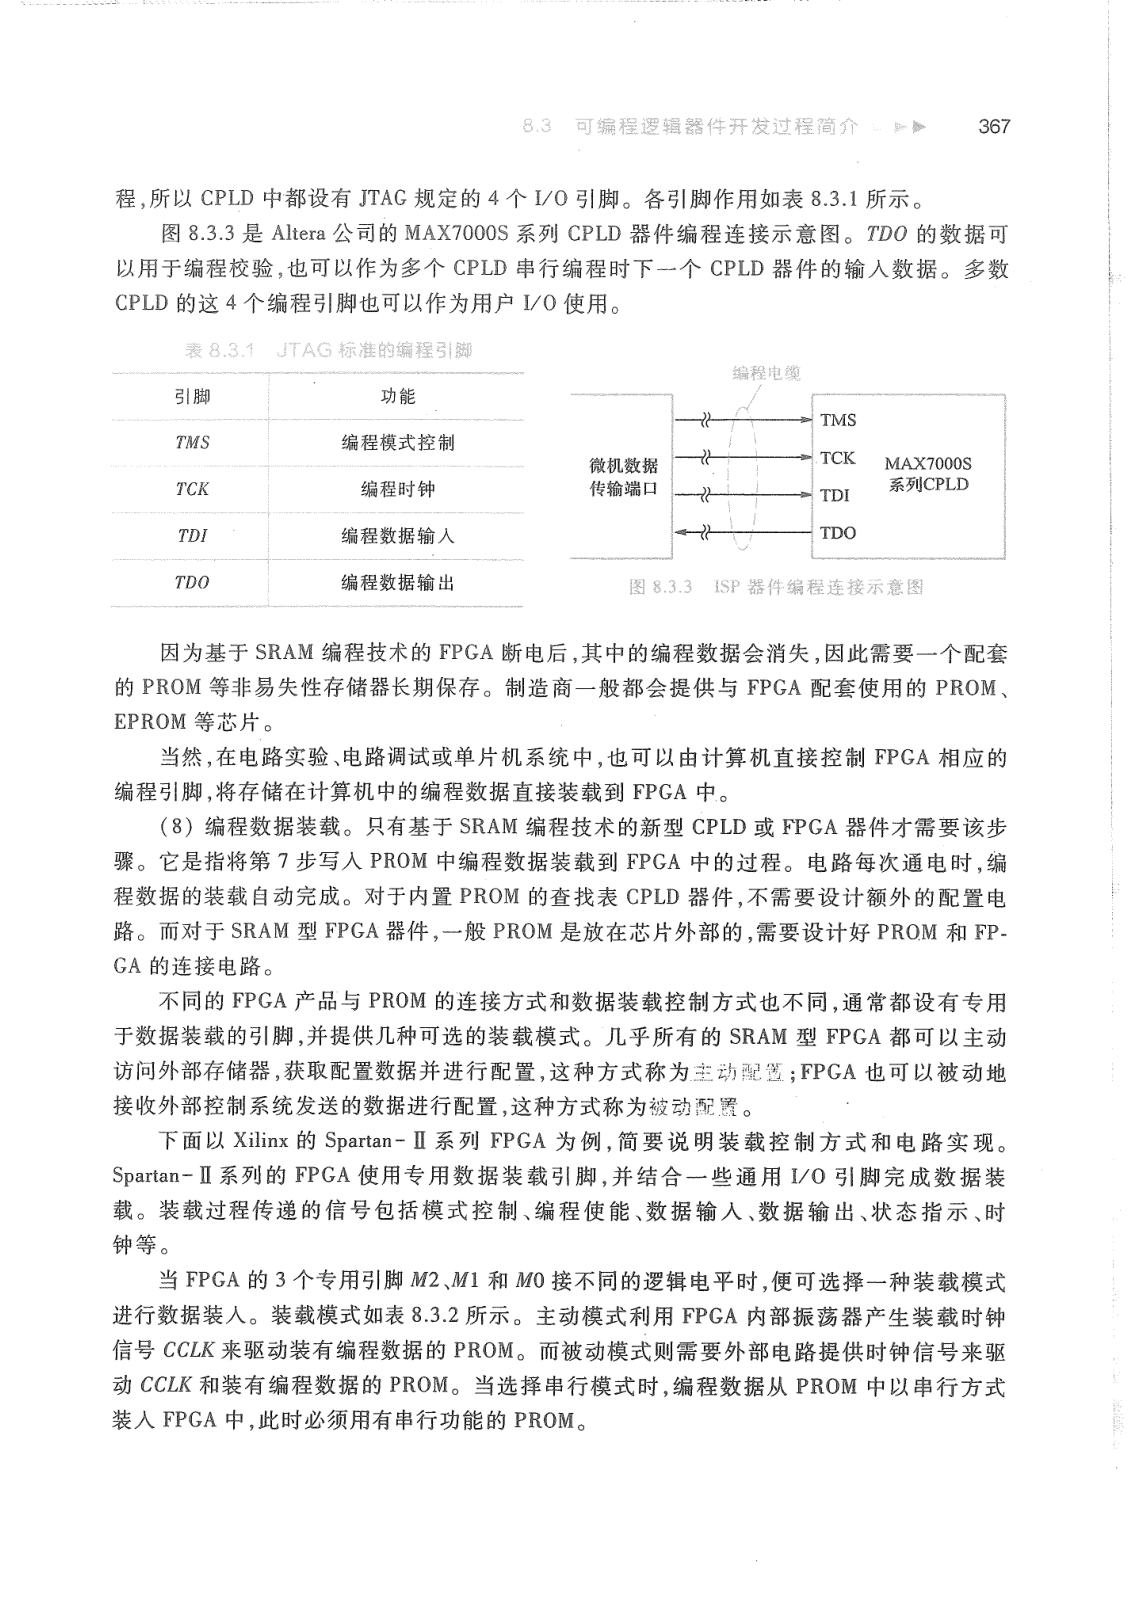 8.3 可编程逻辑器件开发过程简介 367
程,所以 CPLD 中都设有 JTAG 规定的 4 个 I/O 引脚。各引脚作用如表 8.3.1 所示。
图 8.3.3 是 Altera 公司的 MAX7000S 系列 CPLD 器件编程连接示意图。TDO 的数据可
以用于编程校验,也可以作为多个 CPLD 串行编程时下一个 CPLD 器件的输入数据。多数
CPLD 的这 4 个编程引脚也可以作为用户 I/O 使用。
表 8.3.1 JTAG 标准的编程引脚
引脚 功能
TMS 编程模式控制
TCK 编程时钟
TDI 编程数据输入
TDO 编程数据输出
编程电缆
微机数据
传输端口
TMS
TCK
TDI
TDO
MAX7000S
系列CPLD
图 8.3.3 ISP 器件编程连接示意图
因为基于 SRAM 编程技术的 FPGA 断电后,其中的编程数据会消失,因此需要一个配套
的 PROM 等非易失性存储器长期保存。制造商一般都会提供与 FPGA 配套使用的 PROM、
EPROM 等芯片。
当然,在电路实验、电路调试或单片机系统中,也可以由计算机直接控制 FPGA 相应的
编程引脚,将存储在计算机中的编程数据直接装载到 FPGA 中。
(8) 编程数据装载。只有基于 SRAM 编程技术的新型 CPLD 或 FPGA 器件才需要该步
骤。它是指将第 7 步写入 PROM 中编程数据装载到 FPGA 中的过程。电路每次通电时,编
程数据的装载自动完成。对于内置 PROM 的查找表 CPLD 器件,不需要设计额外的配置电
路。而对于 SRAM 型 FPGA 器件,一般 PROM 是放在芯片外部的,需要设计好 PROM 和 FP-
GA 的连接电路。
不同的 FPGA 产品与 PROM 的连接方式和数据装载控制方式也不同,通常都设有专用
于数据装载的引脚,并提供几种可选的装载模式。几乎所有的 SRAM 型 FPGA 都可以主动
访问外部存储器,获取配置数据并进行配置,这种方式称为主动配置;FPGA 也可以被动地
接收外部控制系统发送的数据进行配置,这种方式称为被动配置。
下面以 Xilinx 的 Spartan-Ⅱ 系列 FPGA 为例,简要说明装载控制方式和电路实现。
Spartan-Ⅱ 系列的 FPGA 使用专用数据装载引脚,并结合一些通用 I/O 引脚完成数据装
载。装载过程传递的信号包括模式控制、编程使能、数据输入、数据输出、状态指示、时
钟等。
当 FPGA 的 3 个专用引脚 M2、M1 和 M0 接不同的逻辑电平时,便可选择一种装载模式
进行数据装入。装载模式如表 8.3.2 所示。主动模式利用 FPGA 内部振荡器产生装载时钟
信号 CCLK 来驱动装有编程数据的 PROM。而被动模式则需要外部电路提供时钟信号来驱
动 CCLK 和装有编程数据的 PROM。当选择串行模式时,编程数据从 PROM 中以串行方式
装入 FPGA 中,此时必须用有串行功能的 PROM。